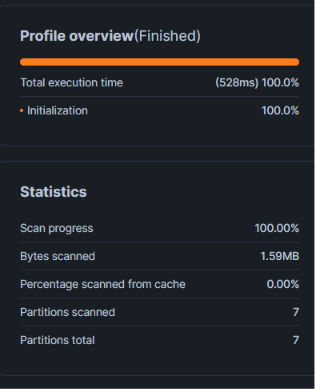 Profile overview(Finished)
Total execution time (528ms) 100.0%
Initialization 100.0%
Statistics
Scan progress 100.00%
Bytes scanned 1.59MB
Percentage scanned from cache 0.00%
Partitions scanned 7
Partitions total 7